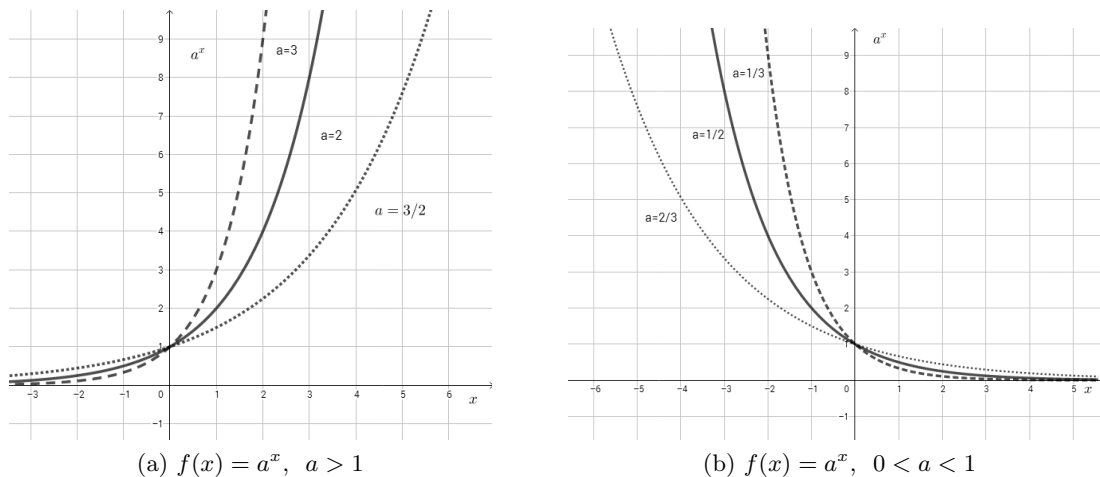 9
a^x
a=3
8
7
a=2
6
5
a = 3/2
4
3
2
1
−3 −2 −1 0 1 2 3 4 5 6 x
−1
(a) f(x) = a^x, a > 1
a^x
9
a=1/3
8
7
a=1/2
6
5
a=2/3
4
3
2
1
−6 −5 −4 −3 −2 −1 0 1 2 3 4 5 x
−1
(b) f(x) = a^x, 0 < a < 1